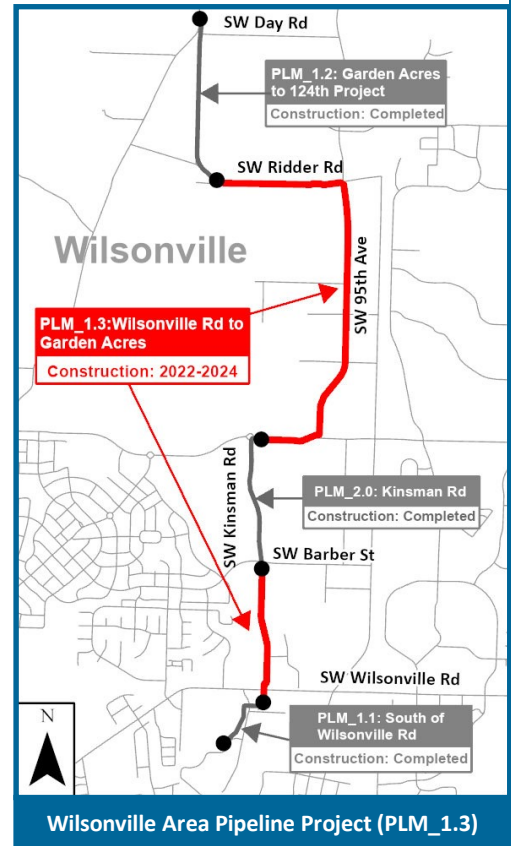 SW Day Rd
PLM_1.2: Garden Acres
to 124th Project
Construction: Completed
SW Ridder Rd
Wilsonville
SW 95th Ave
PLM_1.3:Wilsonville Rd to
Garden Acres
Construction: 2022-2024
SW Kinsman Rd
PLM_2.0: Kinsman Rd
Construction: Completed
SW Barber St
SW Wilsonville Rd
N
PLM_1.1: South of
Wilsonville Rd
Construction: Completed
Wilsonville Area Pipeline Project (PLM_1.3)